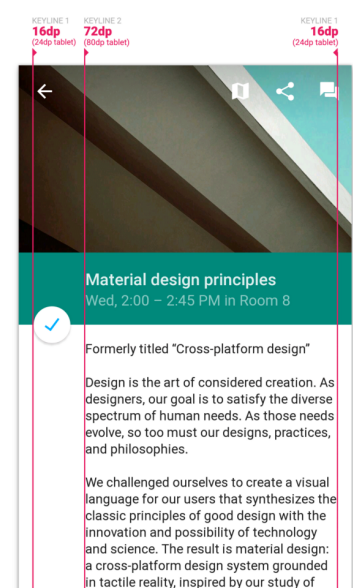 KEYLINE 1
16dp
(24dp tablet)
KEYLINE 2
72dp
(80dp tablet)
KEYLINE 1
16dp
(24dp tablet)
Material design principles
Wed, 2:00 – 2:45 PM in Room 8
Formerly titled “Cross-platform design”
Design is the art of considered creation. As
designers, our goal is to satisfy the diverse
spectrum of human needs. As those needs
evolve, so too must our designs, practices,
and philosophies.
We challenged ourselves to create a visual
language for our users that synthesizes the
classic principles of good design with the
innovation and possibility of technology
and science. The result is material design:
a cross-platform design system grounded
in tactile reality, inspired by our study of